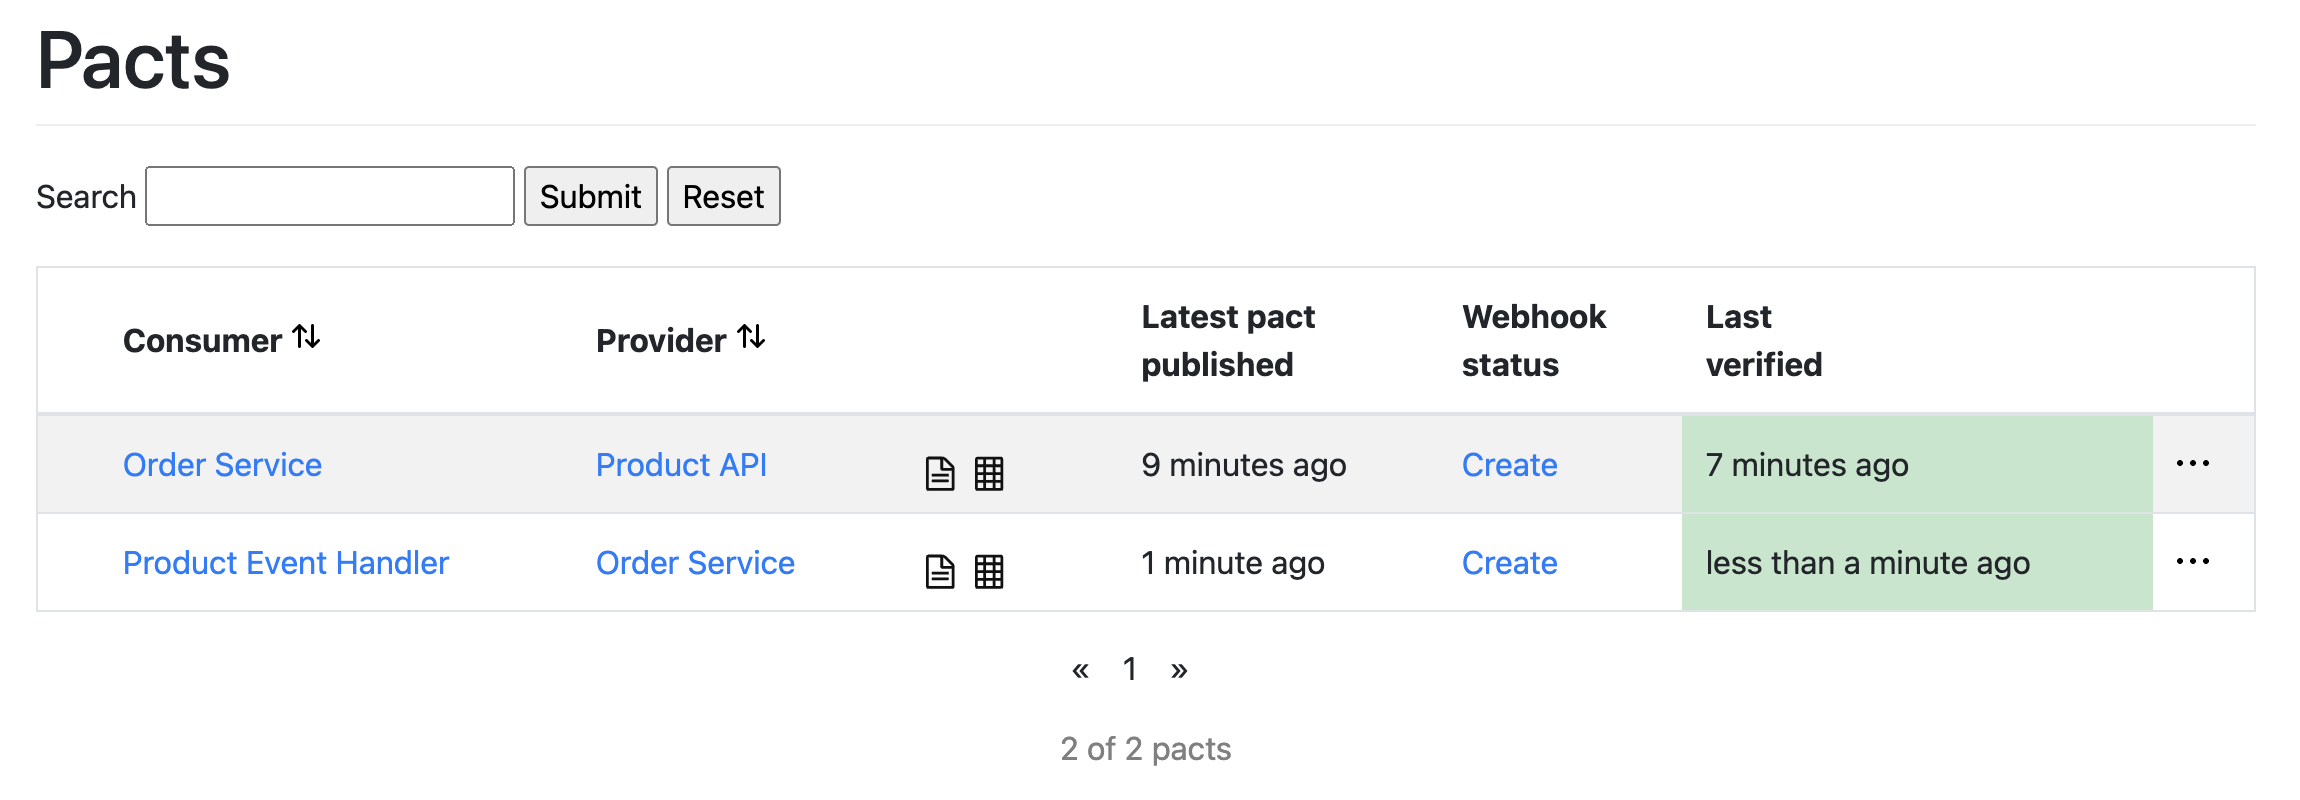 Pacts
Search Submit Reset
Consumer Provider Latest pact published Webhook status Last verified
Order Service Product API 9 minutes ago Create 7 minutes ago ...
Product Event Handler Order Service 1 minute ago Create less than a minute ago ...
« 1 »
2 of 2 pacts